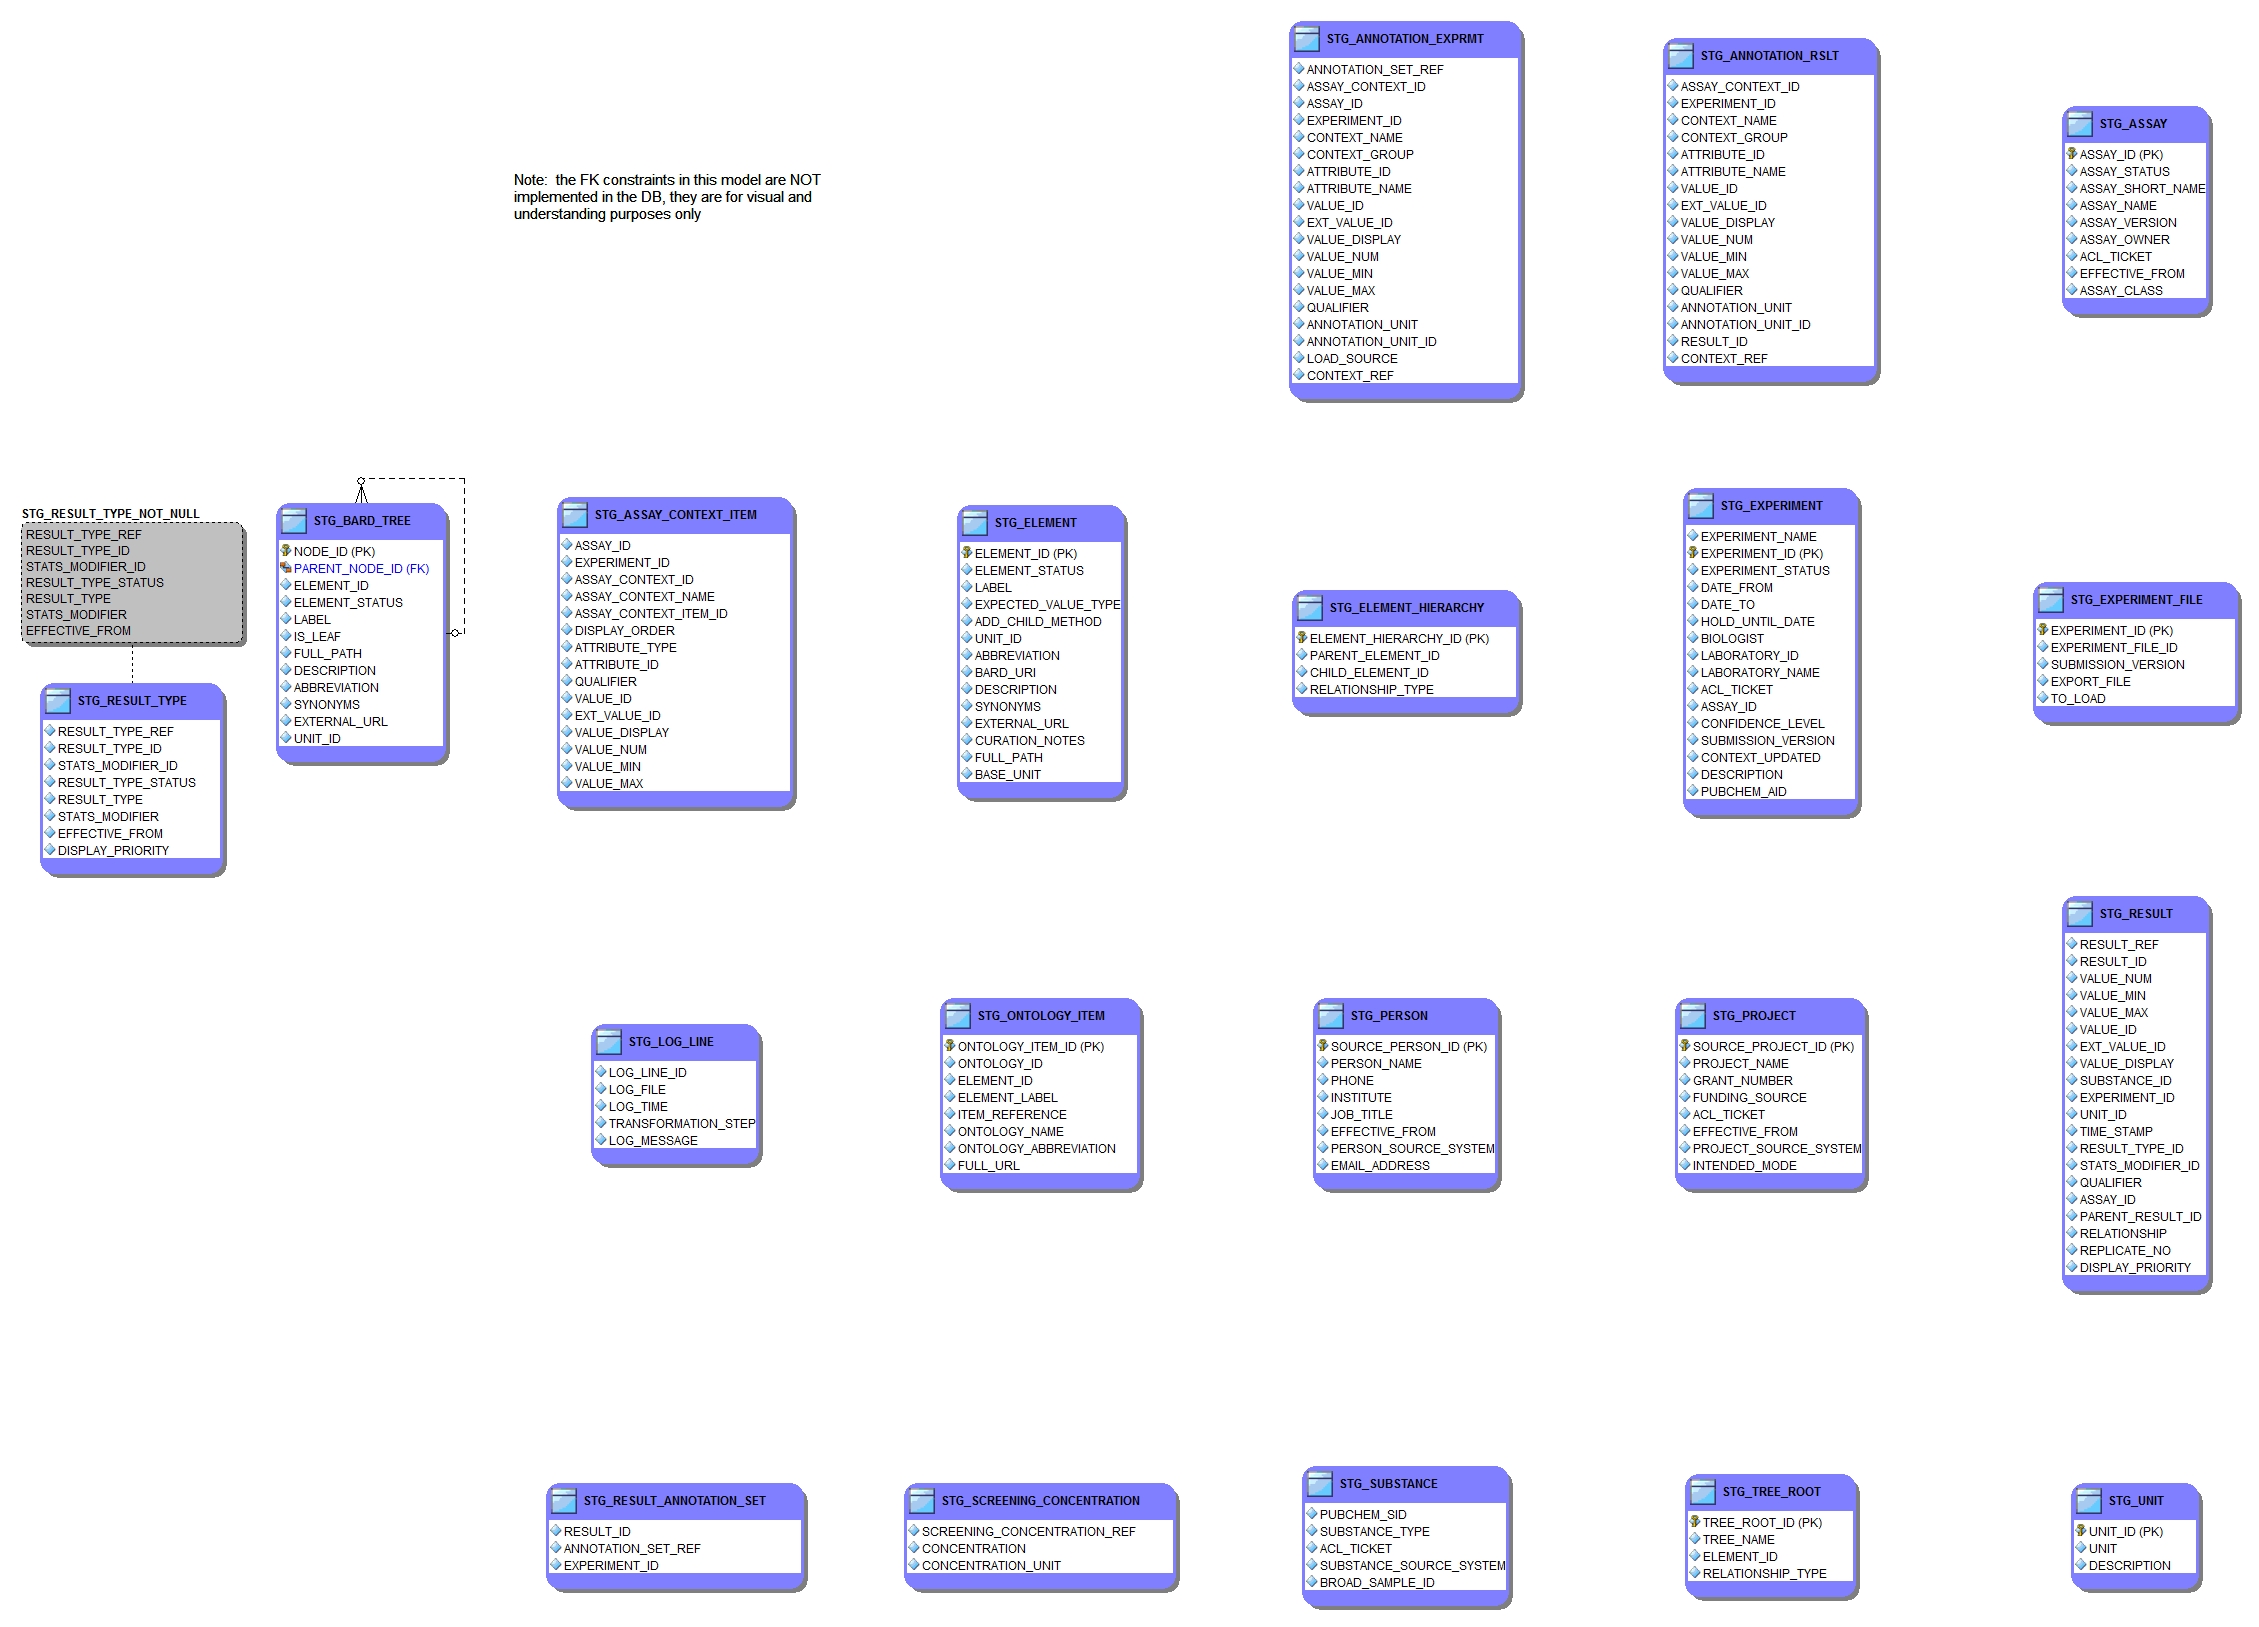 STG_ANNOTATION_EXPRMT
ANNOTATION_SET_REF
ASSAY_CONTEXT_ID
ASSAY_ID
EXPERIMENT_ID
CONTEXT_NAME
CONTEXT_GROUP
ATTRIBUTE_ID
ATTRIBUTE_NAME
VALUE_ID
EXT_VALUE_ID
VALUE_DISPLAY
VALUE_NUM
VALUE_MIN
VALUE_MAX
QUALIFIER
ANNOTATION_UNIT
ANNOTATION_UNIT_ID
LOAD_SOURCE
CONTEXT_REF
STG_ANNOTATION_RSLT
ASSAY_CONTEXT_ID
EXPERIMENT_ID
CONTEXT_NAME
CONTEXT_GROUP
ATTRIBUTE_ID
ATTRIBUTE_NAME
VALUE_ID
EXT_VALUE_ID
VALUE_DISPLAY
VALUE_NUM
VALUE_MIN
VALUE_MAX
QUALIFIER
ANNOTATION_UNIT
ANNOTATION_UNIT_ID
RESULT_ID
CONTEXT_REF
STG_ASSAY
ASSAY_ID (PK)
ASSAY_STATUS
ASSAY_SHORT_NAME
ASSAY_NAME
ASSAY_VERSION
ASSAY_OWNER
ACL_TICKET
EFFECTIVE_FROM
ASSAY_CLASS
Note:  the FK constraints in this model are NOT
implemented in the DB, they are for visual and
understanding purposes only
STG_RESULT_TYPE_NOT_NULL
RESULT_TYPE_REF
RESULT_TYPE_ID
STATS_MODIFIER_ID
RESULT_TYPE_STATUS
RESULT_TYPE
STATS_MODIFIER
EFFECTIVE_FROM
STG_RESULT_TYPE
RESULT_TYPE_REF
RESULT_TYPE_ID
STATS_MODIFIER_ID
RESULT_TYPE_STATUS
RESULT_TYPE
STATS_MODIFIER
EFFECTIVE_FROM
DISPLAY_PRIORITY
STG_BARD_TREE
NODE_ID (PK)
PARENT_NODE_ID (FK)
ELEMENT_ID
ELEMENT_STATUS
LABEL
IS_LEAF
FULL_PATH
DESCRIPTION
ABBREVIATION
SYNONYMS
EXTERNAL_URL
UNIT_ID
STG_ASSAY_CONTEXT_ITEM
ASSAY_ID
EXPERIMENT_ID
ASSAY_CONTEXT_ID
ASSAY_CONTEXT_NAME
ASSAY_CONTEXT_ITEM_ID
DISPLAY_ORDER
ATTRIBUTE_TYPE
ATTRIBUTE_ID
QUALIFIER
VALUE_ID
EXT_VALUE_ID
VALUE_DISPLAY
VALUE_NUM
VALUE_MIN
VALUE_MAX
STG_ELEMENT
ELEMENT_ID (PK)
ELEMENT_STATUS
LABEL
EXPECTED_VALUE_TYPE
ADD_CHILD_METHOD
UNIT_ID
ABBREVIATION
BARD_URI
DESCRIPTION
SYNONYMS
EXTERNAL_URL
CURATION_NOTES
FULL_PATH
BASE_UNIT
STG_ELEMENT_HIERARCHY
ELEMENT_HIERARCHY_ID (PK)
PARENT_ELEMENT_ID
CHILD_ELEMENT_ID
RELATIONSHIP_TYPE
STG_EXPERIMENT
EXPERIMENT_NAME
EXPERIMENT_ID (PK)
EXPERIMENT_STATUS
DATE_FROM
DATE_TO
HOLD_UNTIL_DATE
BIOLOGIST
LABORATORY_ID
LABORATORY_NAME
ACL_TICKET
ASSAY_ID
CONFIDENCE_LEVEL
SUBMISSION_VERSION
CONTEXT_UPDATED
DESCRIPTION
PUBCHEM_AID
STG_EXPERIMENT_FILE
EXPERIMENT_ID (PK)
EXPERIMENT_FILE_ID
SUBMISSION_VERSION
EXPORT_FILE
TO_LOAD
STG_LOG_LINE
LOG_LINE_ID
LOG_FILE
LOG_TIME
TRANSFORMATION_STEP
LOG_MESSAGE
STG_ONTOLOGY_ITEM
ONTOLOGY_ITEM_ID (PK)
ONTOLOGY_ID
ELEMENT_ID
ELEMENT_LABEL
ITEM_REFERENCE
ONTOLOGY_NAME
ONTOLOGY_ABBREVIATION
FULL_URL
STG_PERSON
SOURCE_PERSON_ID (PK)
PERSON_NAME
PHONE
INSTITUTE
JOB_TITLE
EFFECTIVE_FROM
PERSON_SOURCE_SYSTEM
EMAIL_ADDRESS
STG_PROJECT
SOURCE_PROJECT_ID (PK)
PROJECT_NAME
GRANT_NUMBER
FUNDING_SOURCE
ACL_TICKET
EFFECTIVE_FROM
PROJECT_SOURCE_SYSTEM
INTENDED_MODE
STG_RESULT
RESULT_REF
RESULT_ID
VALUE_NUM
VALUE_MIN
VALUE_MAX
VALUE_ID
EXT_VALUE_ID
VALUE_DISPLAY
SUBSTANCE_ID
EXPERIMENT_ID
UNIT_ID
TIME_STAMP
RESULT_TYPE_ID
STATS_MODIFIER_ID
QUALIFIER
ASSAY_ID
PARENT_RESULT_ID
RELATIONSHIP
REPLICATE_NO
DISPLAY_PRIORITY
STG_RESULT_ANNOTATION_SET
RESULT_ID
ANNOTATION_SET_REF
EXPERIMENT_ID
STG_SCREENING_CONCENTRATION
SCREENING_CONCENTRATION_REF
CONCENTRATION
CONCENTRATION_UNIT
STG_SUBSTANCE
PUBCHEM_SID
SUBSTANCE_TYPE
ACL_TICKET
SUBSTANCE_SOURCE_SYSTEM
BROAD_SAMPLE_ID
STG_TREE_ROOT
TREE_ROOT_ID (PK)
TREE_NAME
ELEMENT_ID
RELATIONSHIP_TYPE
STG_UNIT
UNIT_ID (PK)
UNIT
DESCRIPTION